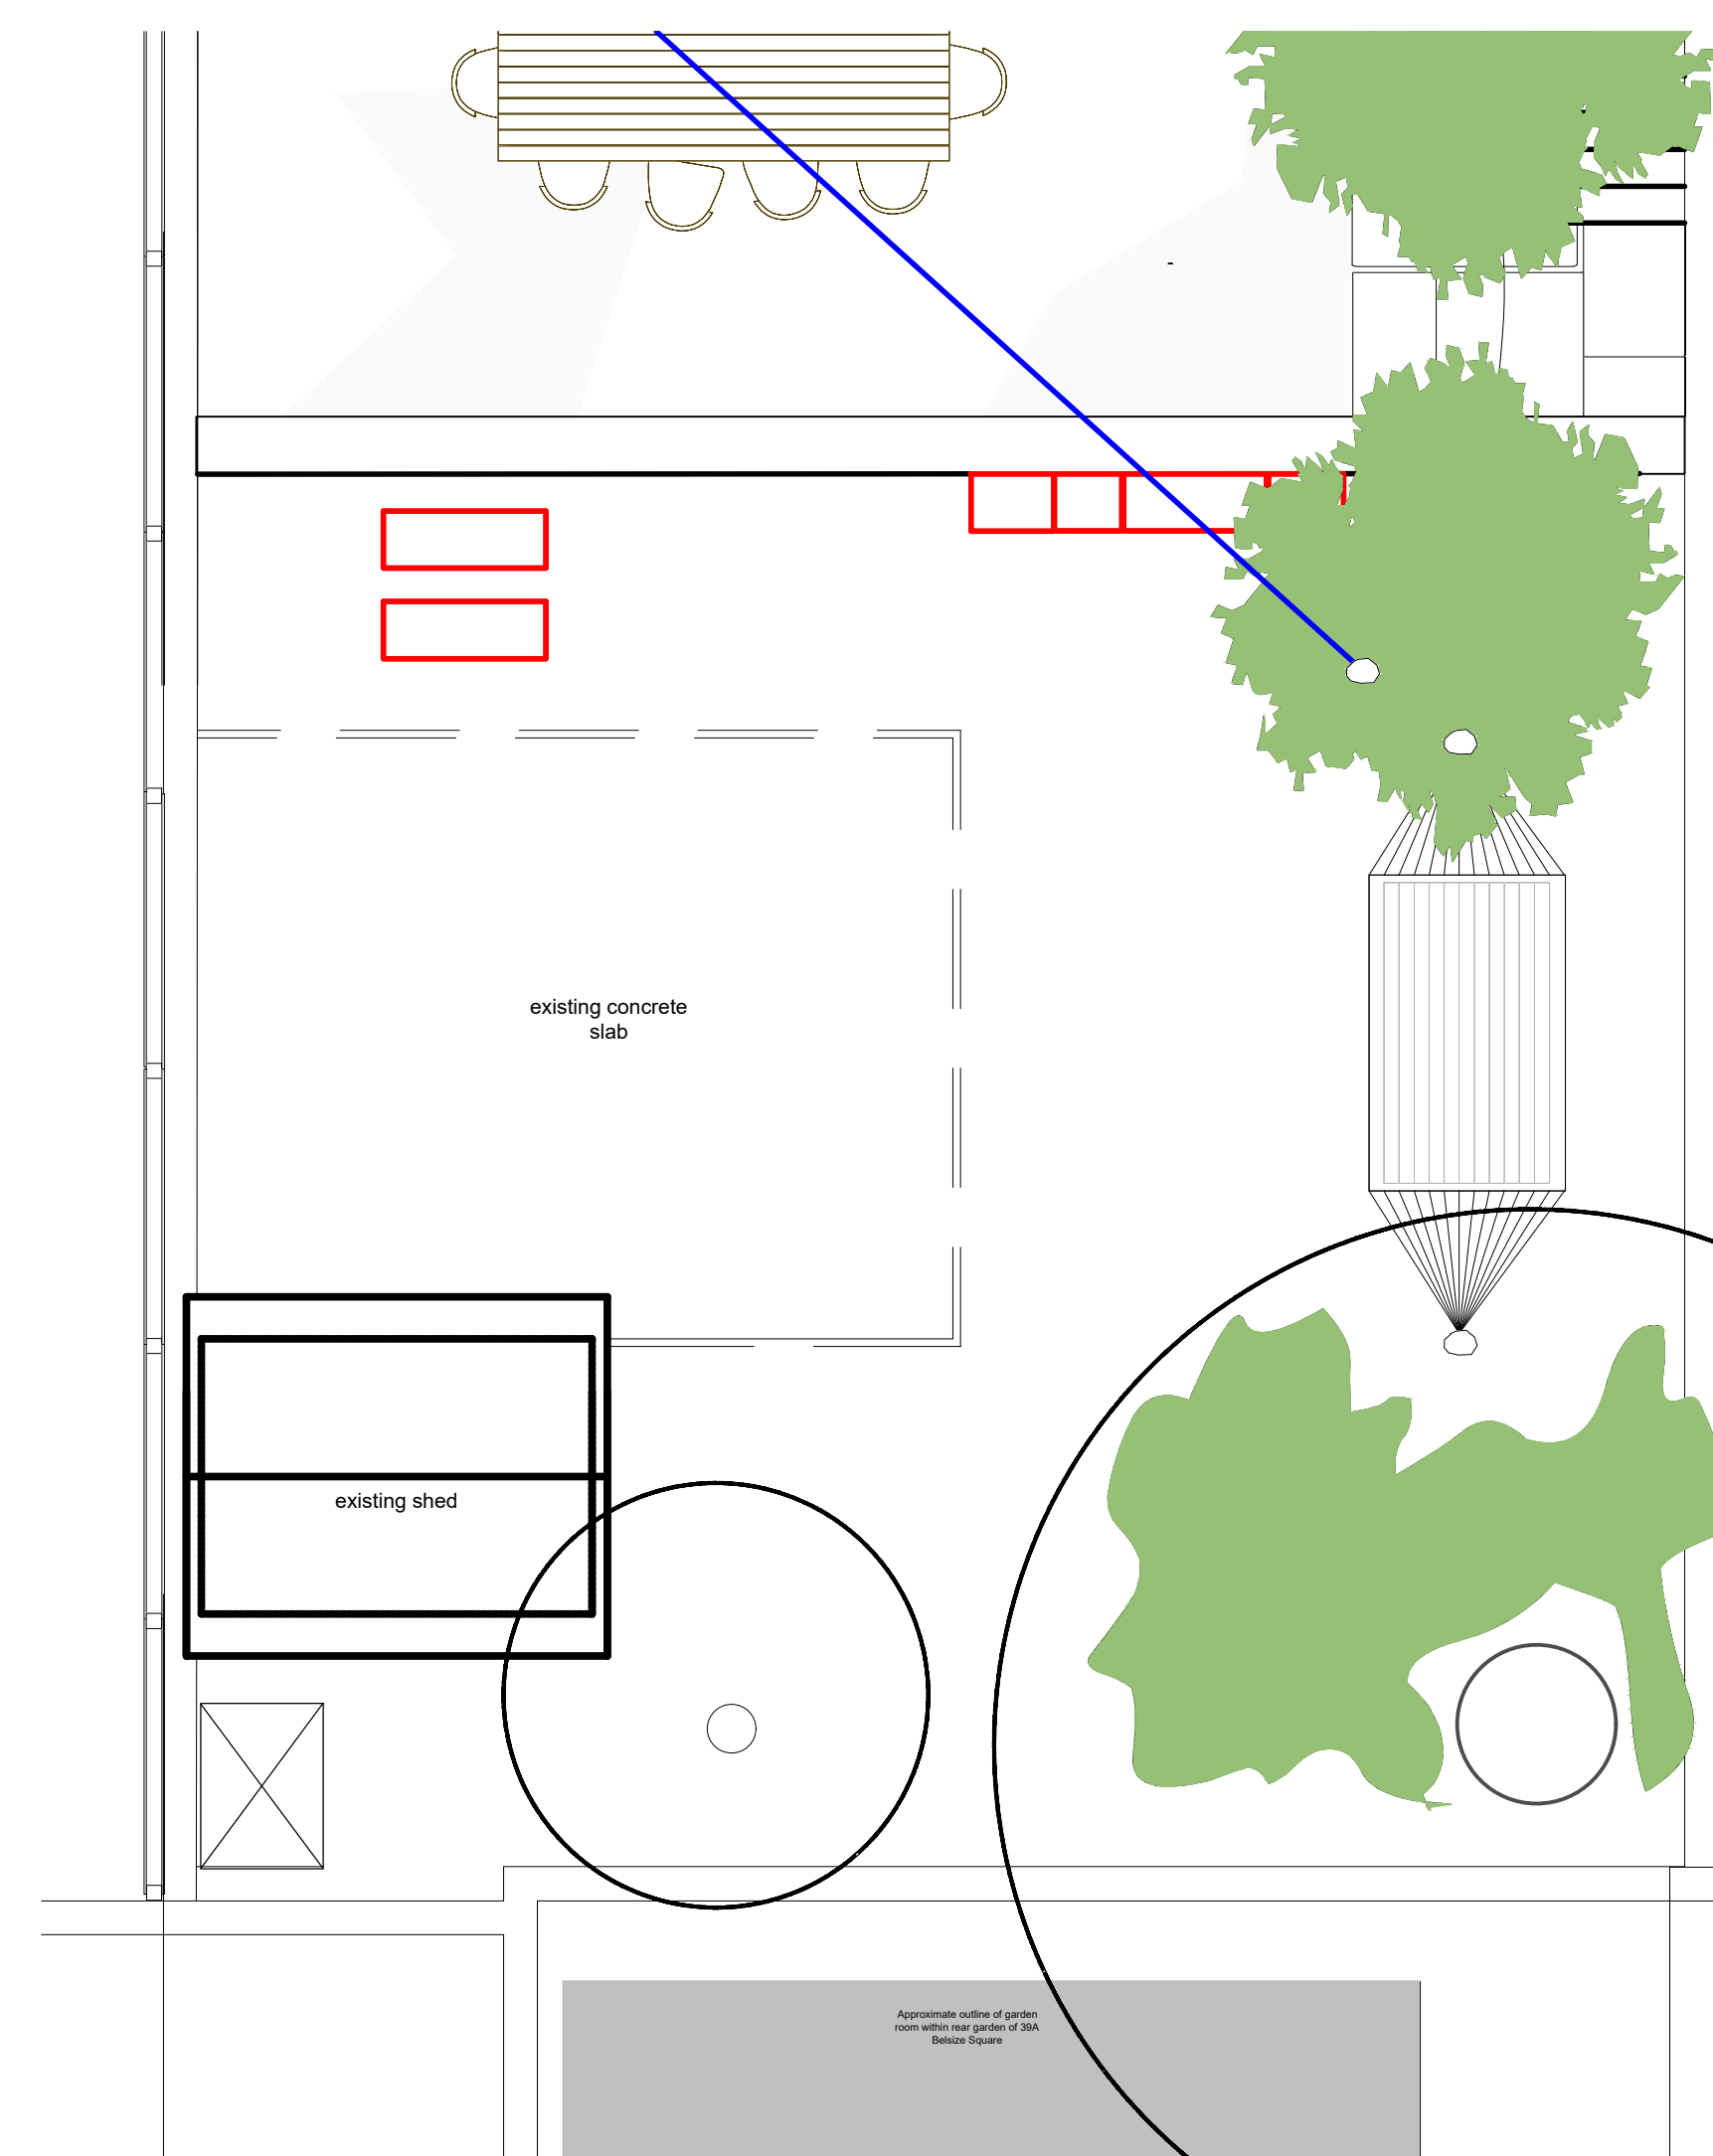 existing concrete
slab
existing shed
Approximate outline of garden
room within rear garden of 39A
Belsize Square